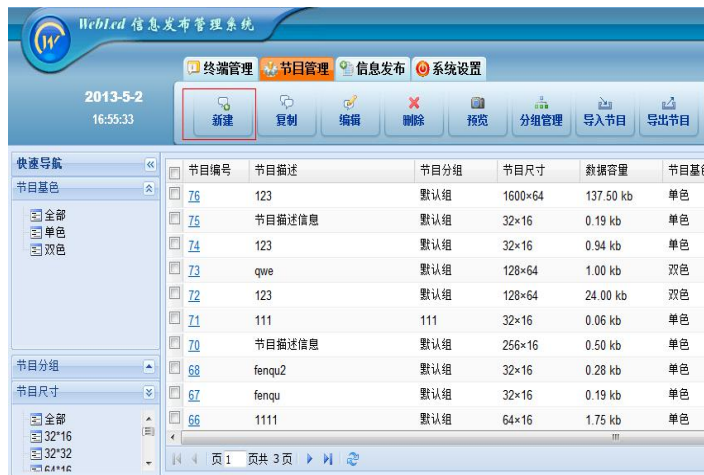 WebLed 信息发布管理系统
W
终端管理 节目管理 信息发布 系统设置
2013-5-2
16:55:33
新建 复制 编辑 删除 预览 分组管理 导入节目 导出节目
快速导航
节目基色
全部
单色
双色
节目分组
节目尺寸
全部
32*16
32*32
64*16
节目编号 节目描述 节目分组 节目尺寸 数据容量 节目基色
76 123 默认组 1600×64 137.50 kb 单色
75 节目描述信息 默认组 32×16 0.19 kb 单色
74 123 默认组 32×16 0.94 kb 单色
73 qwe 默认组 128×64 1.00 kb 双色
72 123 默认组 128×64 24.00 kb 双色
71 111 111 32×16 0.06 kb 单色
70 节目描述信息 默认组 256×16 0.50 kb 单色
68 fenqu2 默认组 32×16 0.28 kb 单色
67 fenqu 默认组 32×16 0.19 kb 单色
66 1111 默认组 64×16 1.75 kb 单色
页 1 页共 3 页